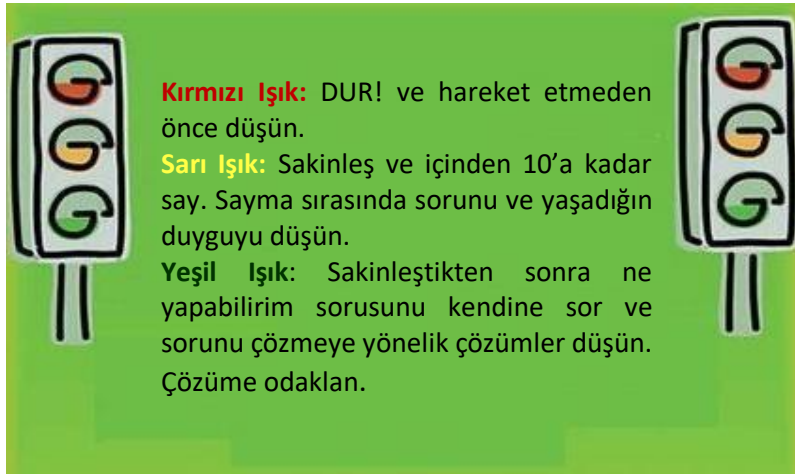 Kırmızı Işık: DUR! ve hareket etmeden
önce düşün.
Sarı Işık: Sakinleş ve içinden 10’a kadar
say. Sayma sırasında sorunu ve yaşadığın
duyguyu düşün.
Yeşil Işık: Sakinleştikten sonra ne
yapabilirim sorusunu kendine sor ve
sorunu çözmeye yönelik çözümler düşün.
Çözüme odaklan.